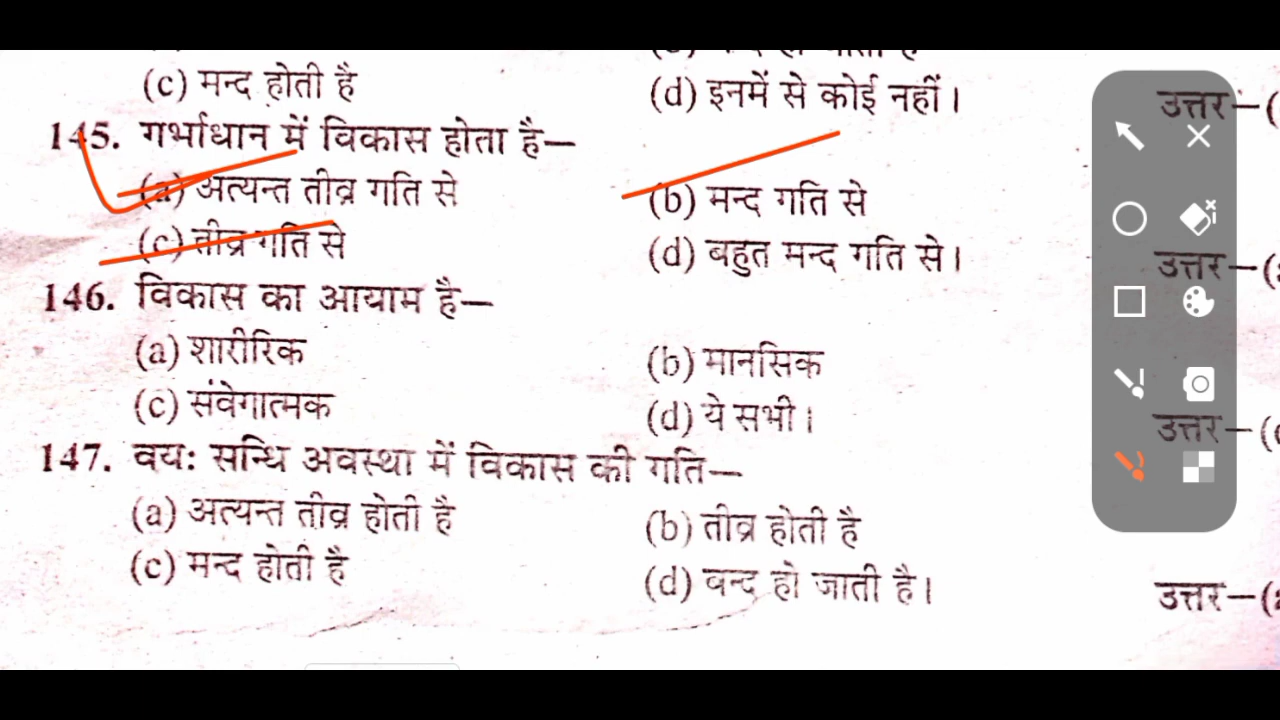 (c) मन्द होती है (d) इनमें से कोई नहीं।
उत्तर–(
145. गर्भाधान में विकास होता है—
(a) अत्यन्त तीव्र गति से (b) मन्द गति से
(c) तीव्र गति से (d) बहुत मन्द गति से।
उत्तर–(
146. विकास का आयाम है—
(a) शारीरिक (b) मानसिक
(c) संवेगात्मक (d) ये सभी।
उत्तर–(
147. वय: सन्धि अवस्था में विकास की गति—
(a) अत्यन्त तीव्र होती है (b) तीव्र होती है
(c) मन्द होती है (d) बन्द हो जाती है।
उत्तर–(